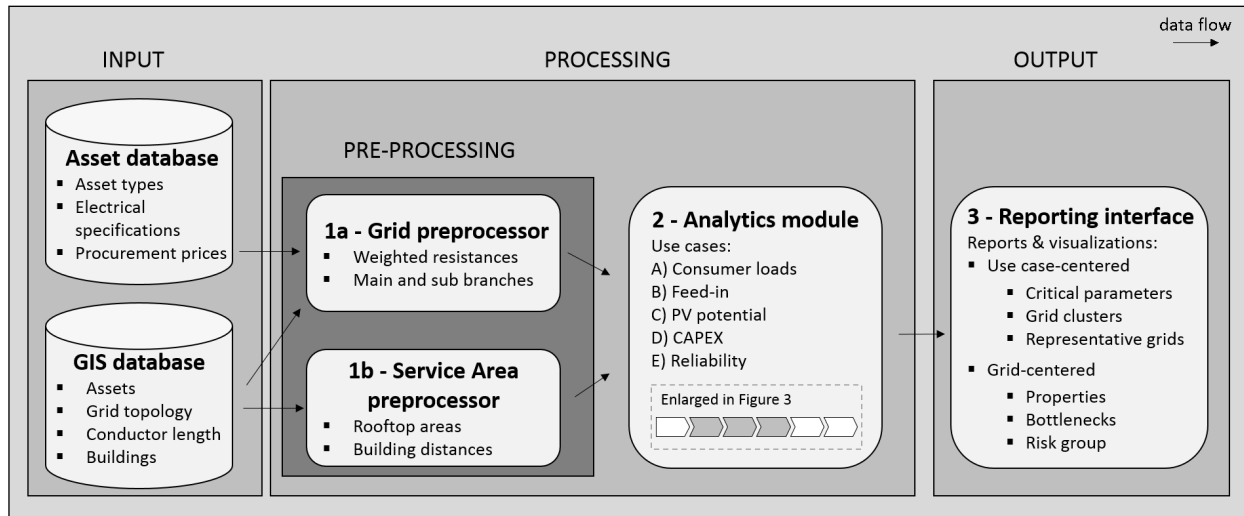 data flow
INPUT
PROCESSING
OUTPUT
Asset database
▪ Asset types
▪ Electrical
specifications
▪ Procurement prices
GIS database
▪ Assets
▪ Grid topology
▪ Conductor length
▪ Buildings
PRE-PROCESSING
1a - Grid preprocessor
▪ Weighted resistances
▪ Main and sub branches
1b - Service Area
preprocessor
▪ Rooftop areas
▪ Building distances
2 - Analytics module
Use cases:
A) Consumer loads
B) Feed-in
C) PV potential
D) CAPEX
E) Reliability
Enlarged in Figure 3
3 - Reporting interface
Reports & visualizations:
▪ Use case-centered
▪ Critical parameters
▪ Grid clusters
▪ Representative grids
▪ Grid-centered
▪ Properties
▪ Bottlenecks
▪ Risk group